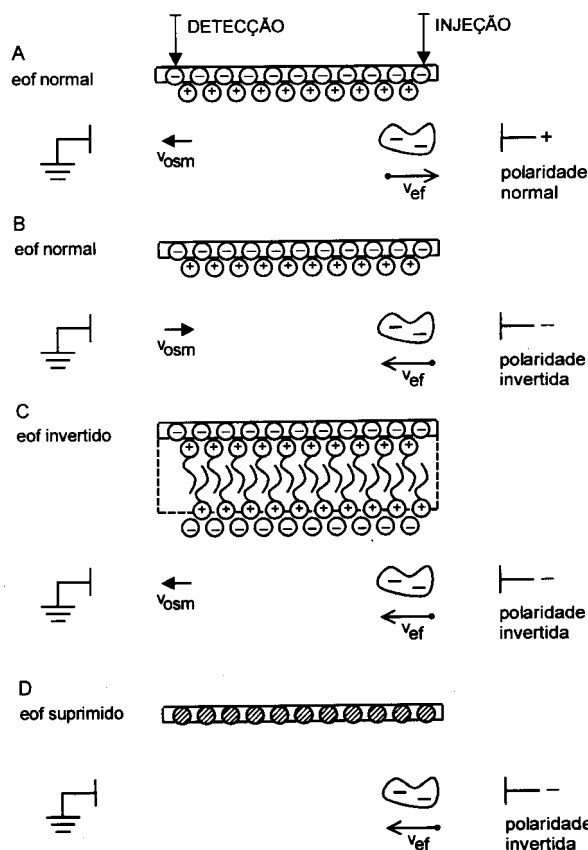 DETECÇÃO
INJEÇÃO
A
eof normal
− − − − − − − − − − −
+ + + + + + + + + +
− −
+
v_osm
v_ef
polaridade
normal
B
eof normal
− − − − − − − − − − −
+ + + + + + + + + +
− −
−
v_osm
v_ef
polaridade
invertida
C
eof invertido
− − − − − − − − − − −
+ + + + + + + + + +
+ + + + + + + + + +
− − − − − − − − − −
− −
−
v_osm
v_ef
polaridade
invertida
D
eof suprimido
− −
−
v_ef
polaridade
invertida